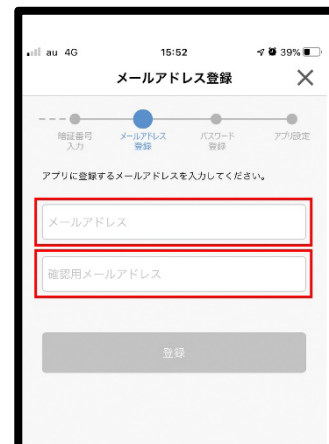 au 4G 15:52 39%
メールアドレス登録
暗証番号
入力
メールアドレス
登録
パスワード
登録
アプリ設定
アプリに登録するメールアドレスを入力してください。
メールアドレス
確認用メールアドレス
登録